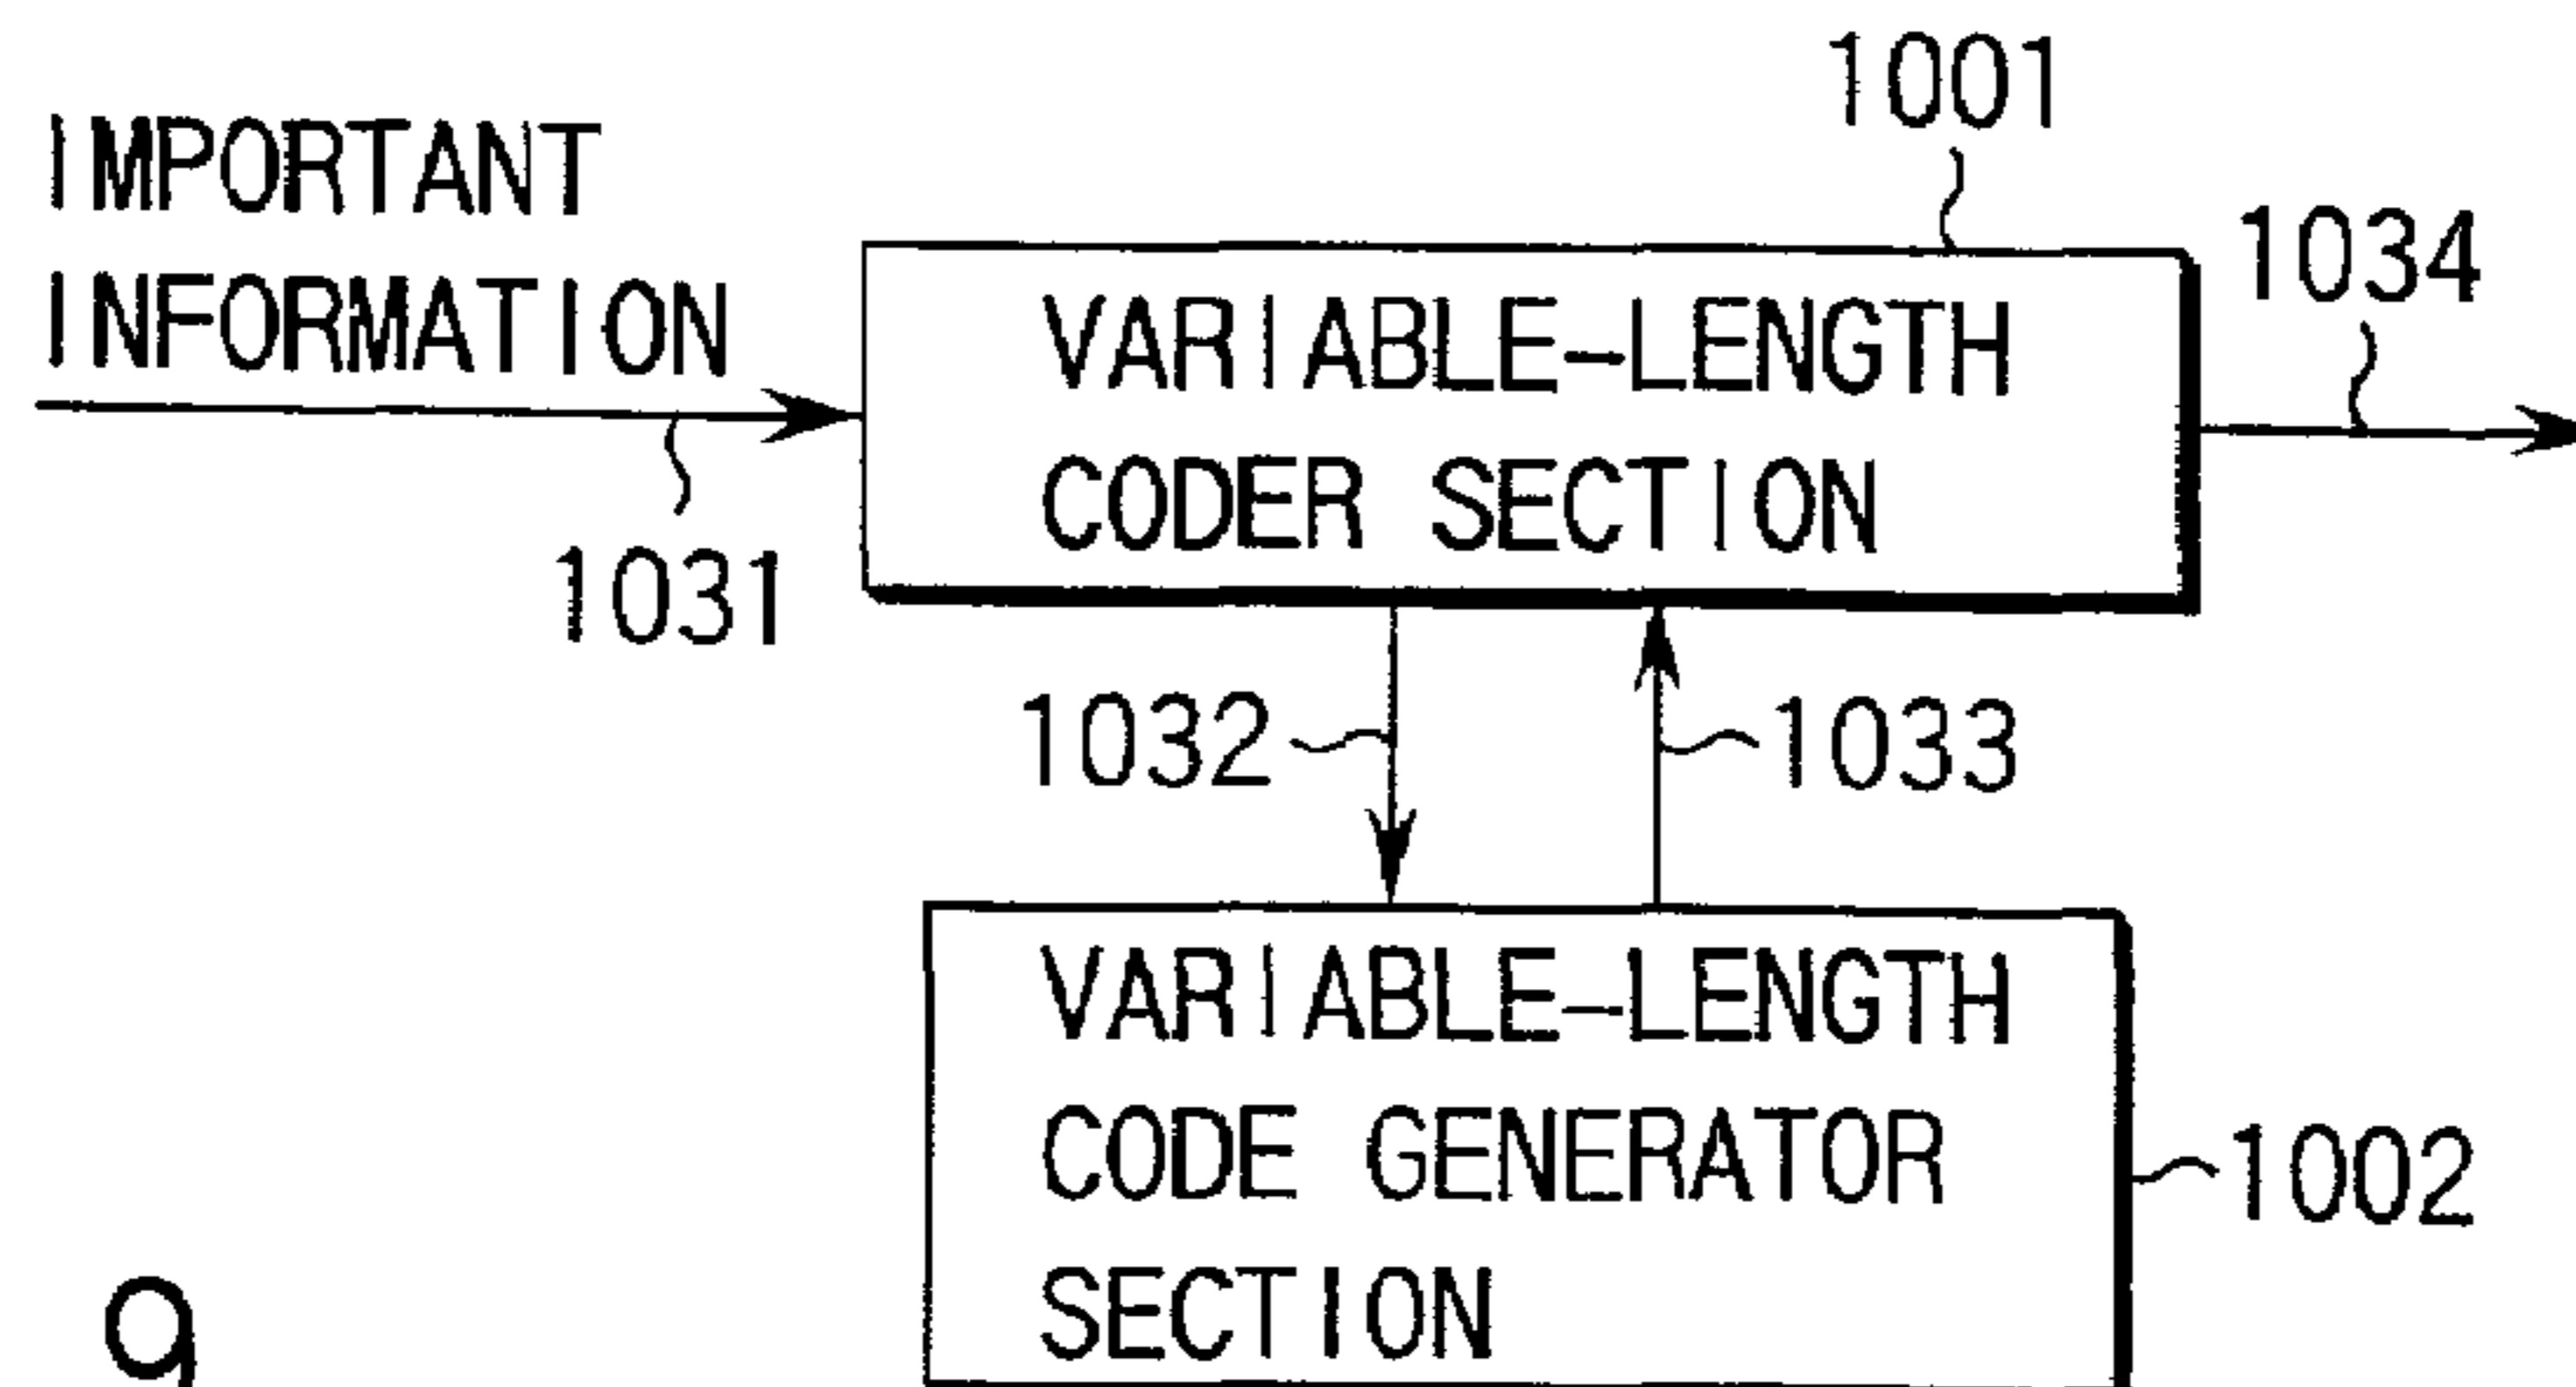 1001
IMPORTANT
INFORMATION
1034
VARIABLE-LENGTH
CODER SECTION
1031
1032
1033
VARIABLE-LENGTH
CODE GENERATOR
SECTION
1002
9